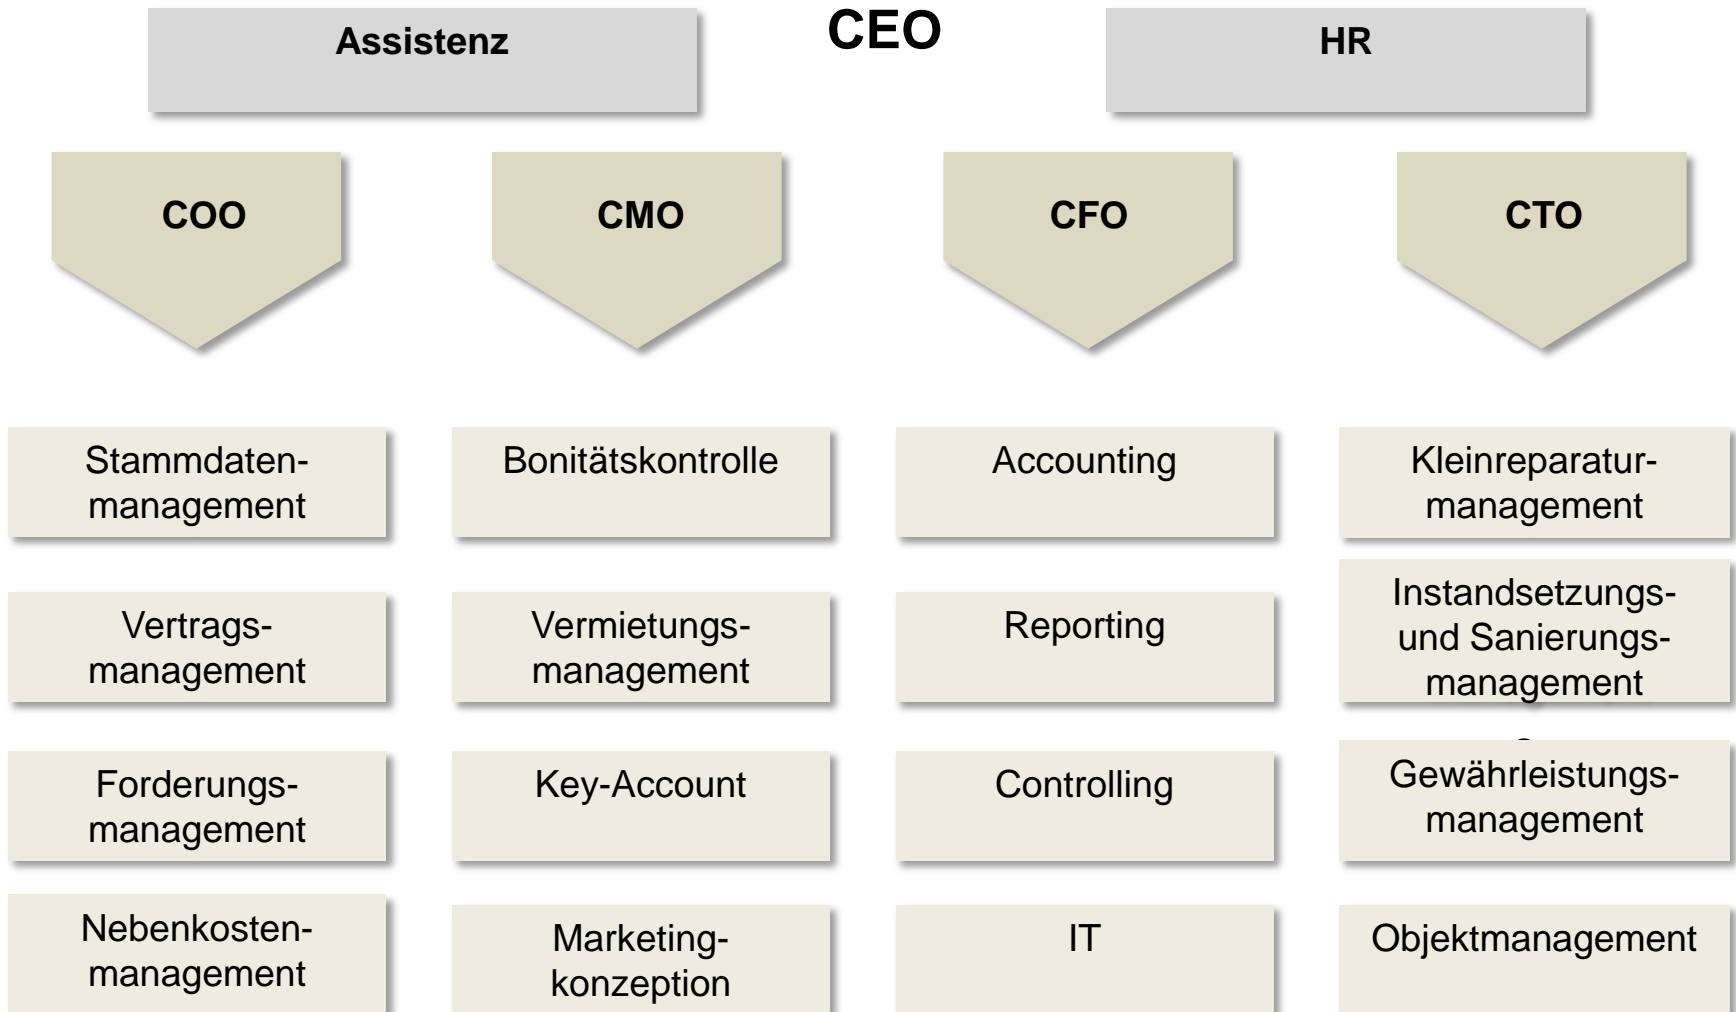 CEO
Assistenz
HR
COO
CMO
CFO
CTO
Stammdaten-
management
Bonitätskontrolle
Accounting
Kleinreparatur-
management
Vertrags-
management
Vermietungs-
management
Reporting
Instandsetzungs-
und Sanierungs-
management
Forderungs-
management
Key-Account
Controlling
Gewährleistungs-
management
Nebenkosten-
management
Marketing-
konzeption
IT
Objektmanagement